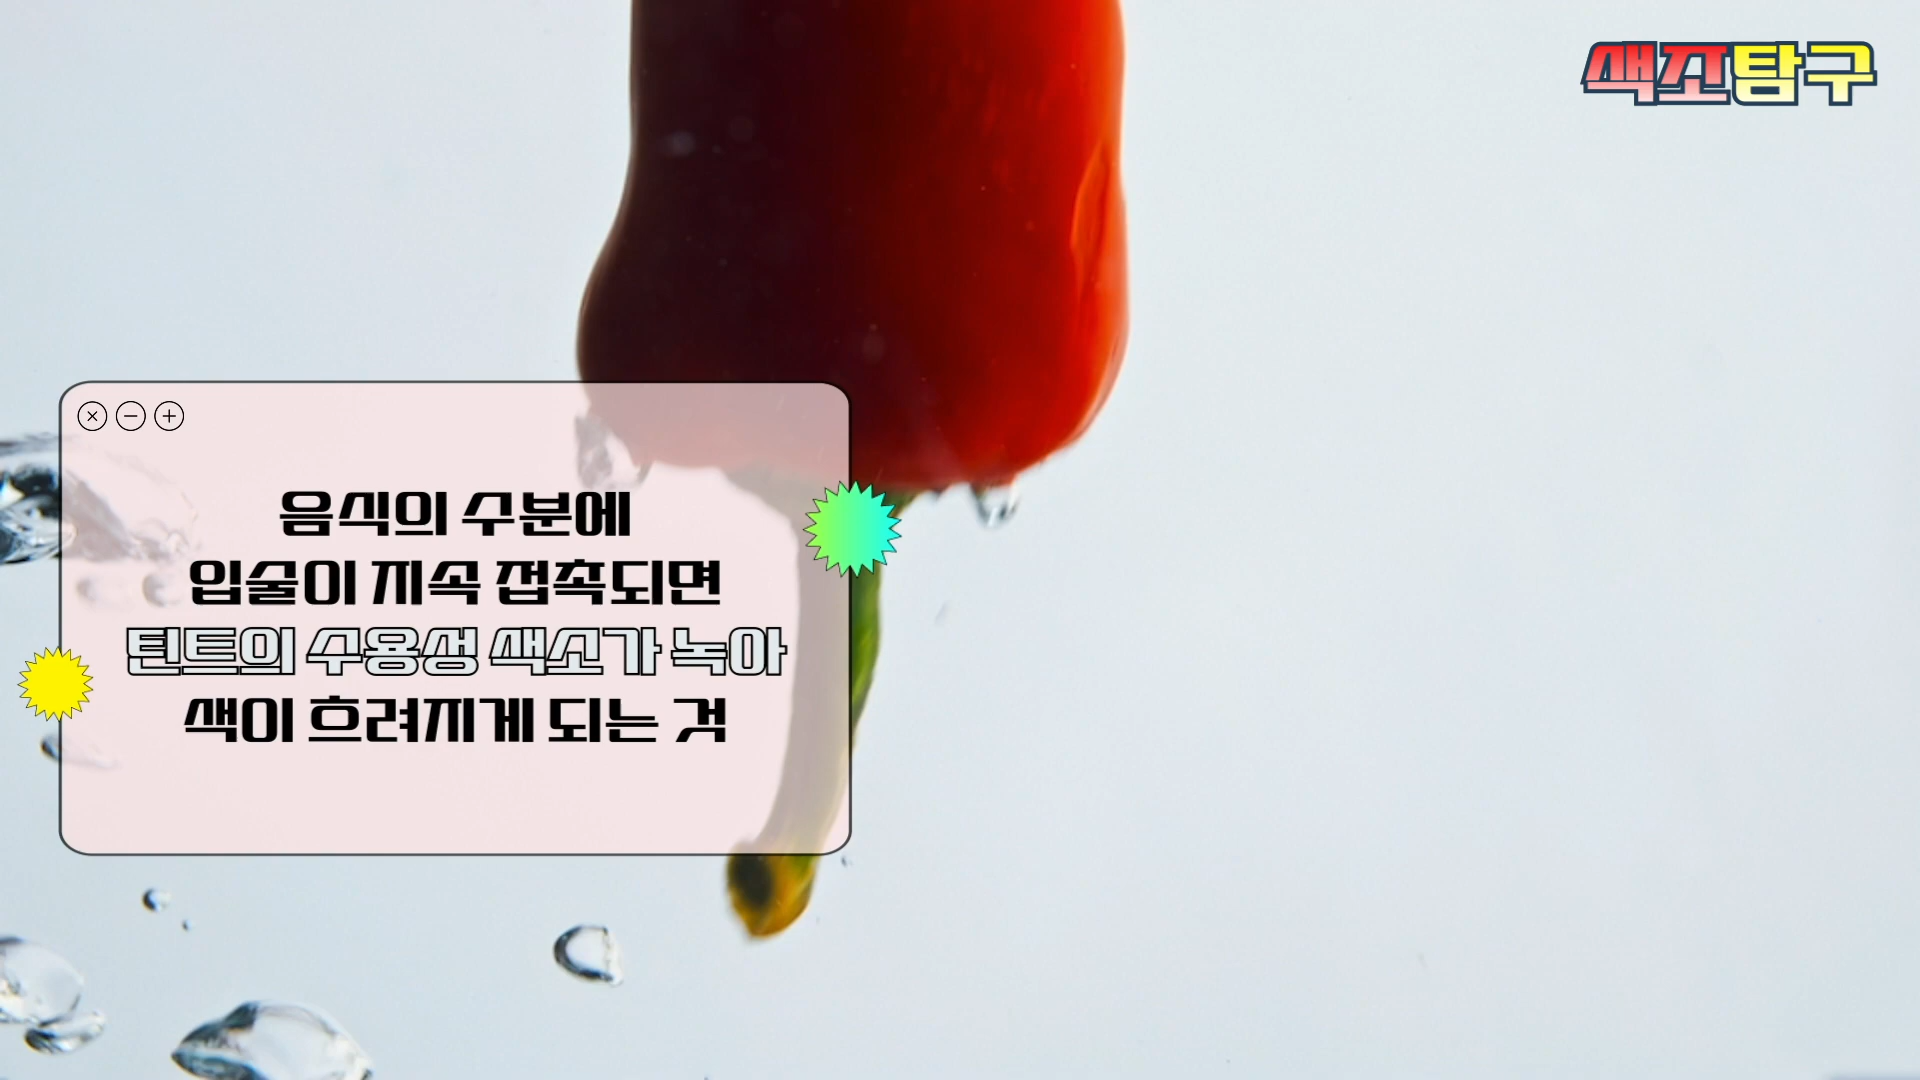 색조탐구
음식의 수분에
입술이 지속 접촉되면
틴트의 수용성 색소가 녹아
색이 흐려지게 되는 것